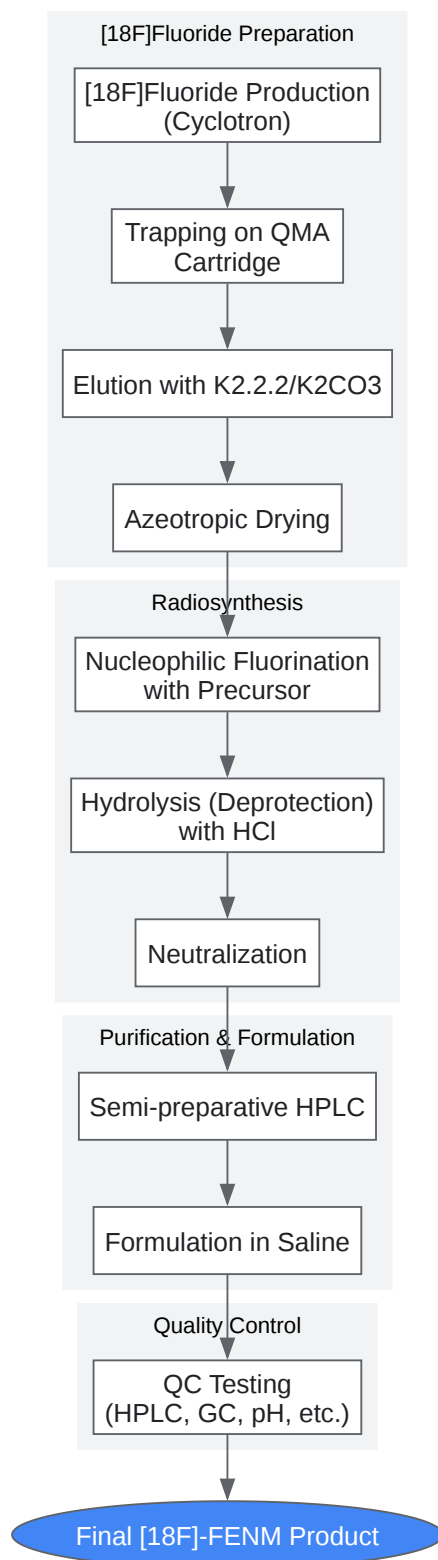 [18F]Fluoride Preparation
[18F]Fluoride Production
(Cyclotron)
Trapping on QMA
Cartridge
Elution with K2.2.2/K2CO3
Azeotropic Drying
Radiosynthesis
Nucleophilic Fluorination
with Precursor
Hydrolysis (Deprotection)
with HCl
Neutralization
Purification & Formulation
Semi-preparative HPLC
Formulation in Saline
Quality Control
QC Testing
(HPLC, GC, pH, etc.)
Final [18F]-FENM Product